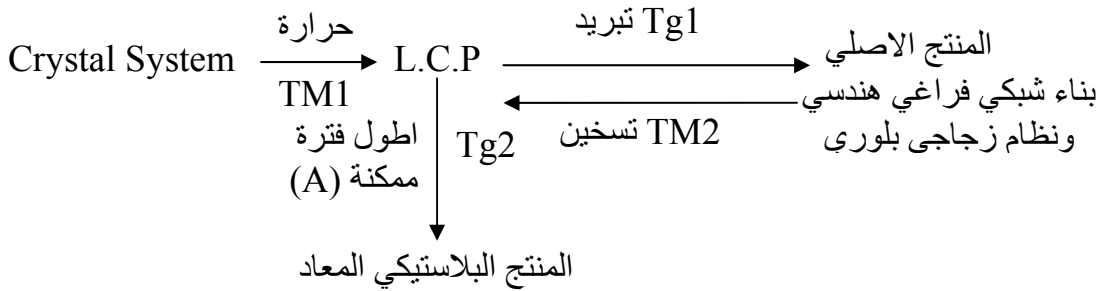 حرارة
Crystal System
TM1
L.C.P
Tg1 تبريد
TM2 تسخين
المنتج الاصلي
بناء شبكي فراغي هندسي
ونظام زجاجي بلوري
اطول فترة
ممكنة (A)
Tg2
المنتج البلاستيكي المعاد